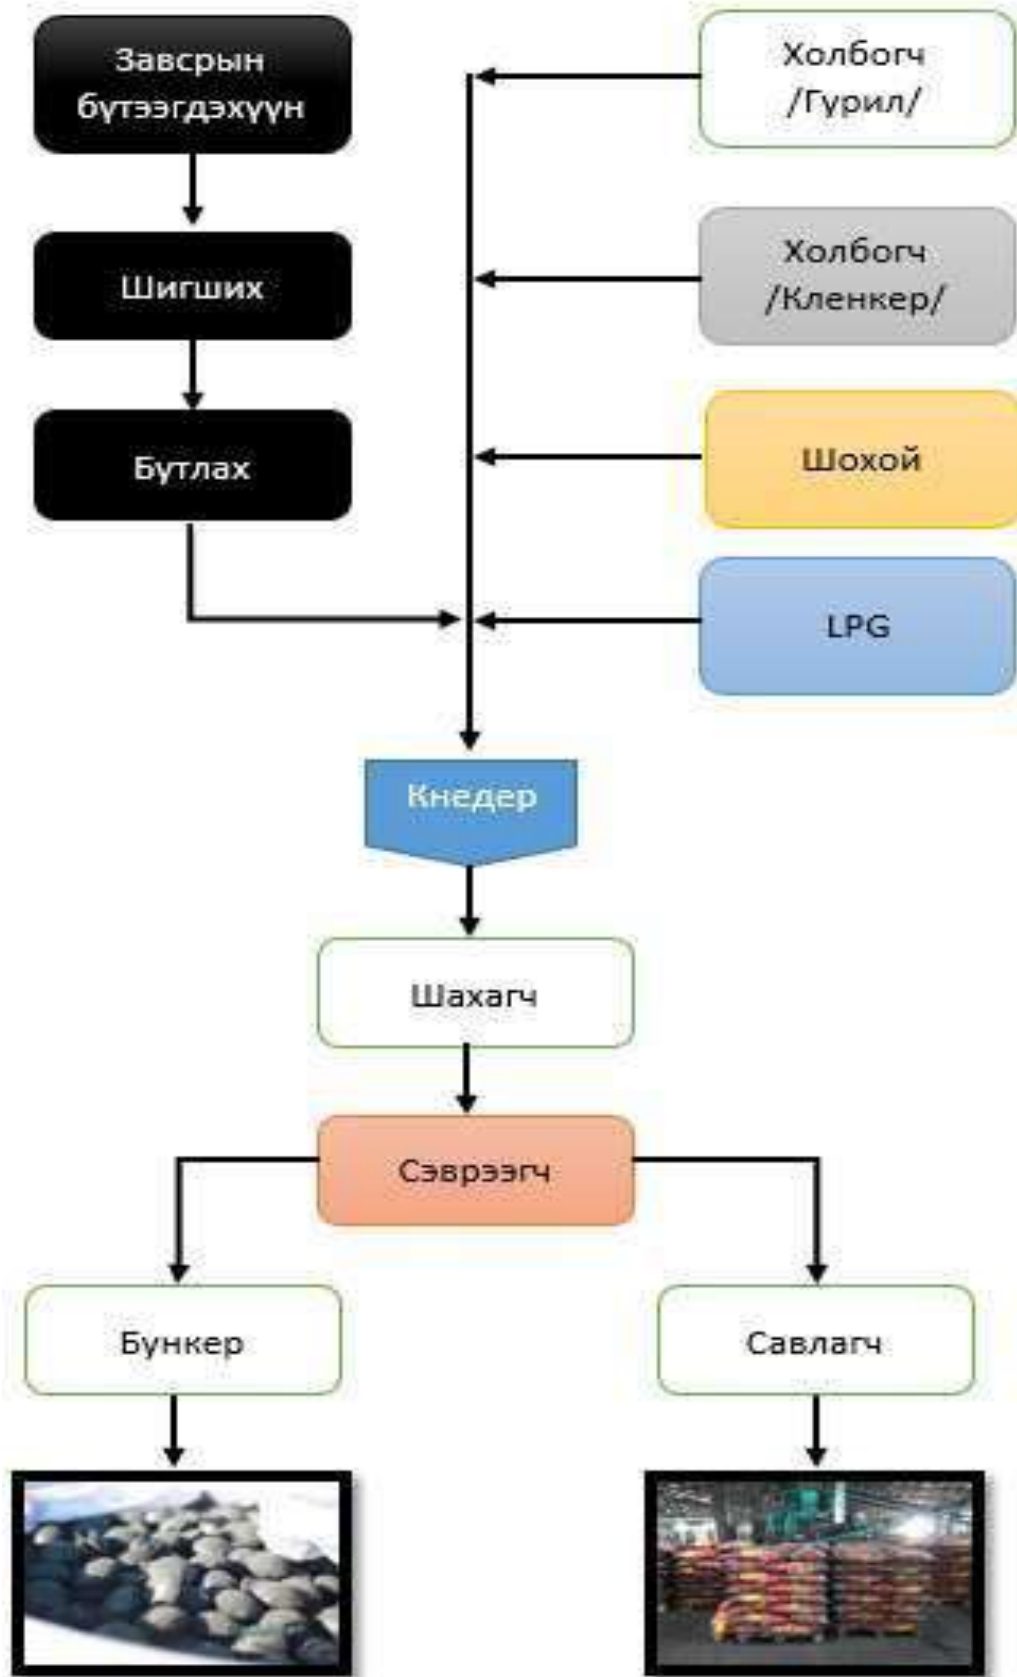 Завсрын
бүтээгдэхүүн
Шигших
Бутлах
Холбогч
/Гурил/
Холбогч
/Кленкер/
Шохой
LPG
Кнедер
Шахагч
Сэврээгч
Бункер
Савлагч